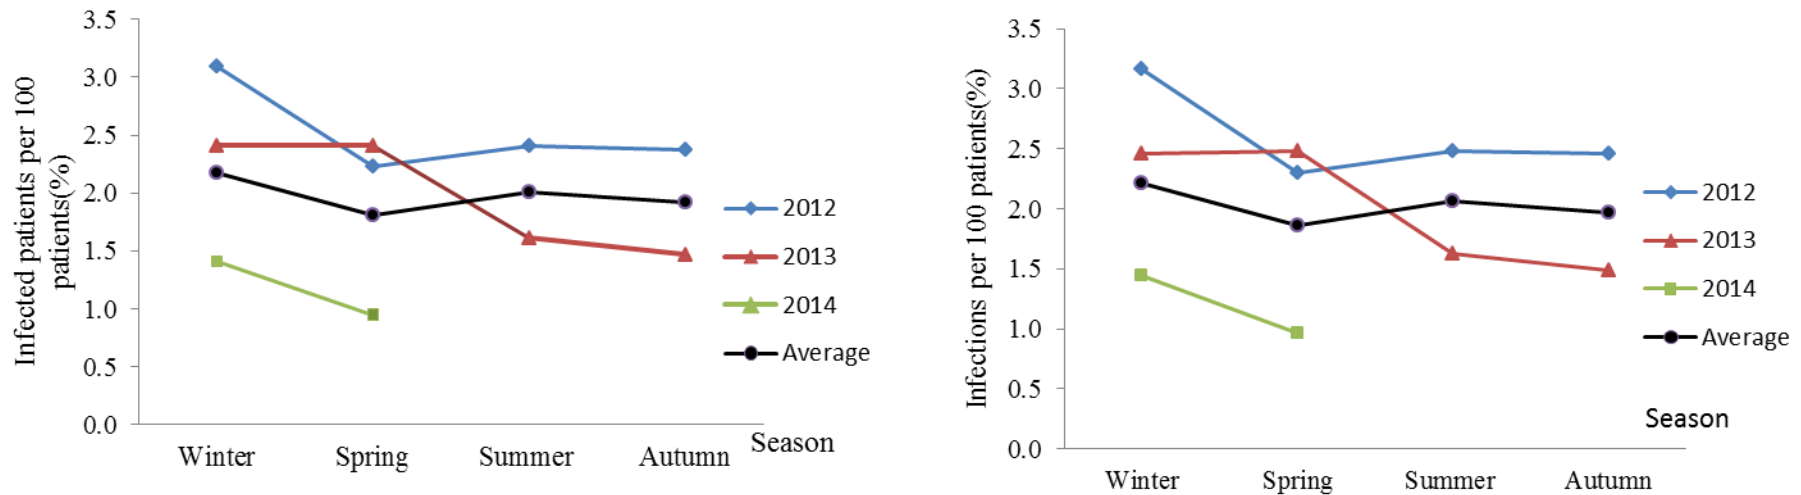 3.5
3.0
2.5
2.0
1.5
1.0
0.5
0.0
Infected patients per 100
patients(%)
Winter
Spring
Summer
Autumn
Season
2012
2013
2014
Average
3.5
3.0
2.5
2.0
1.5
1.0
0.5
0.0
Infections per 100 patients(%)
Winter
Spring
Summer
Autumn
2012
2013
2014
Average
Season